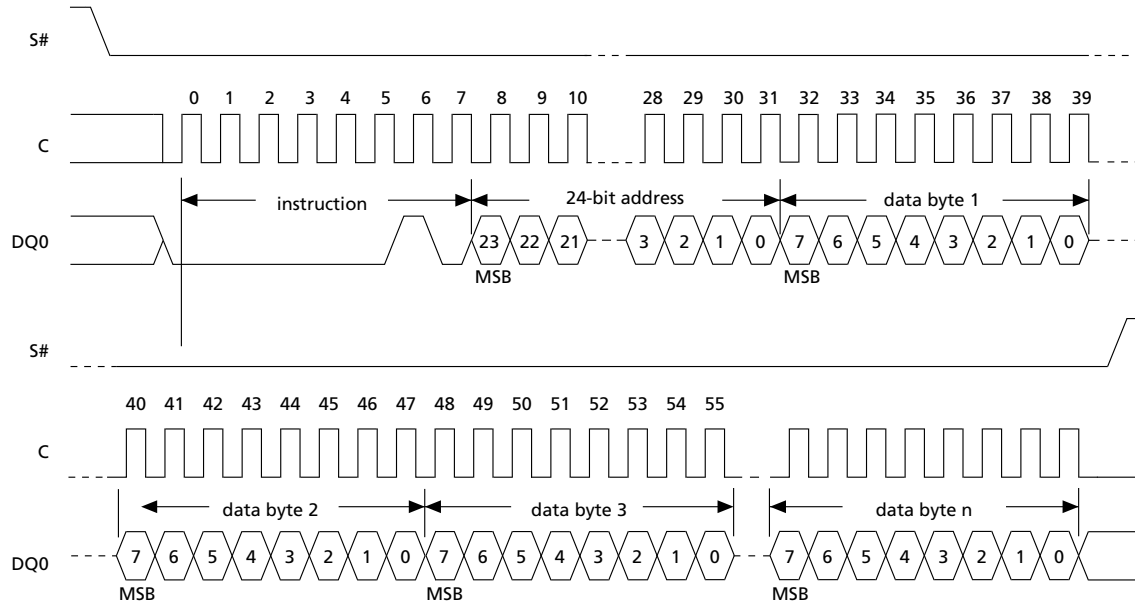 S#
0 1 2 3 4 5 6 7 8 9 10 28 29 30 31 32 33 34 35 36 37 38 39
C
instruction 24-bit address data byte 1
DQ0 23 22 21 3 2 1 0 7 6 5 4 3 2 1 0
MSB MSB
S#
40 41 42 43 44 45 46 47 48 49 50 51 52 53 54 55
C
data byte 2 data byte 3 data byte n
DQ0 7 6 5 4 3 2 1 0 7 6 5 4 3 2 1 0 7 6 5 4 3 2 1 0
MSB MSB MSB